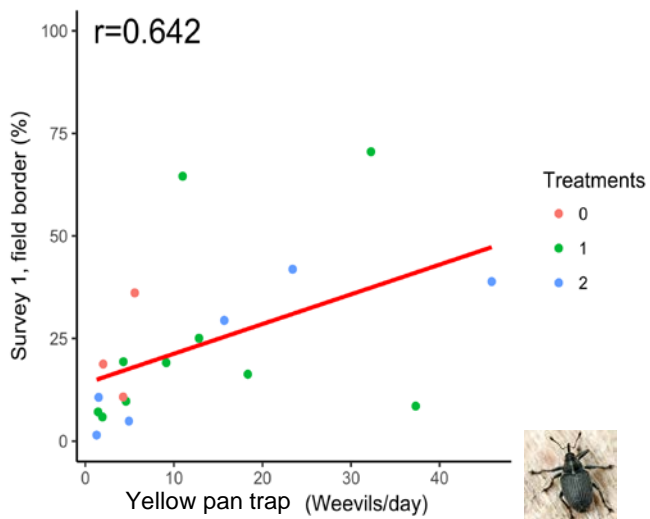 r=0.642
Survey 1, field border (%)
100
75
50
25
0
0 10 20 30 40
Yellow pan trap (Weevils/day)
Treatments
0
1
2